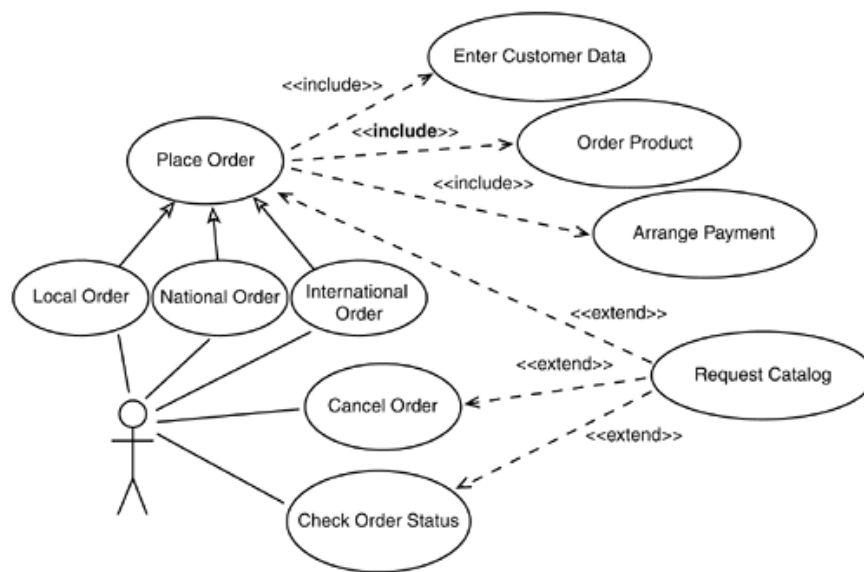 Enter Customer Data
<<include>>
<<include>>
Order Product
Place Order
<<include>>
Arrange Payment
Local Order
National Order
International
Order
<<extend>>
<<extend>>
Request Catalog
Cancel Order
<<extend>>
Check Order Status